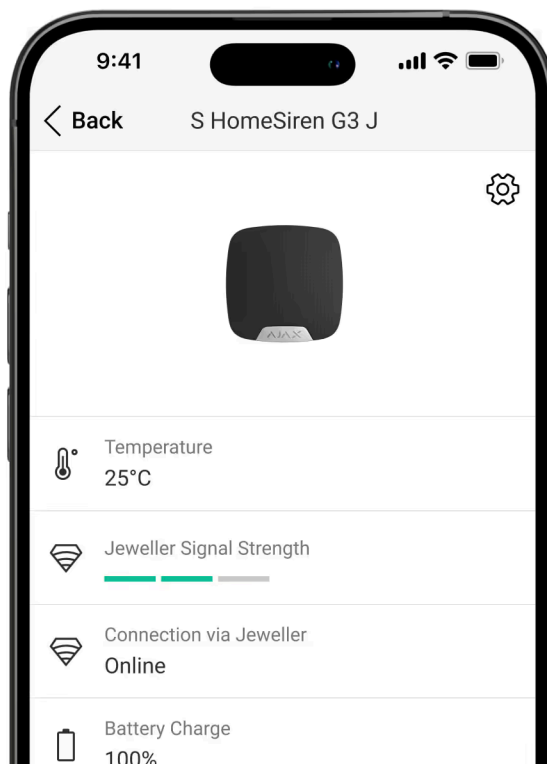 9:41
Back
S HomeSiren G3 J
AJAX
Temperature
25°C
Jeweller Signal Strength
Connection via Jeweller
Online
Battery Charge
100%